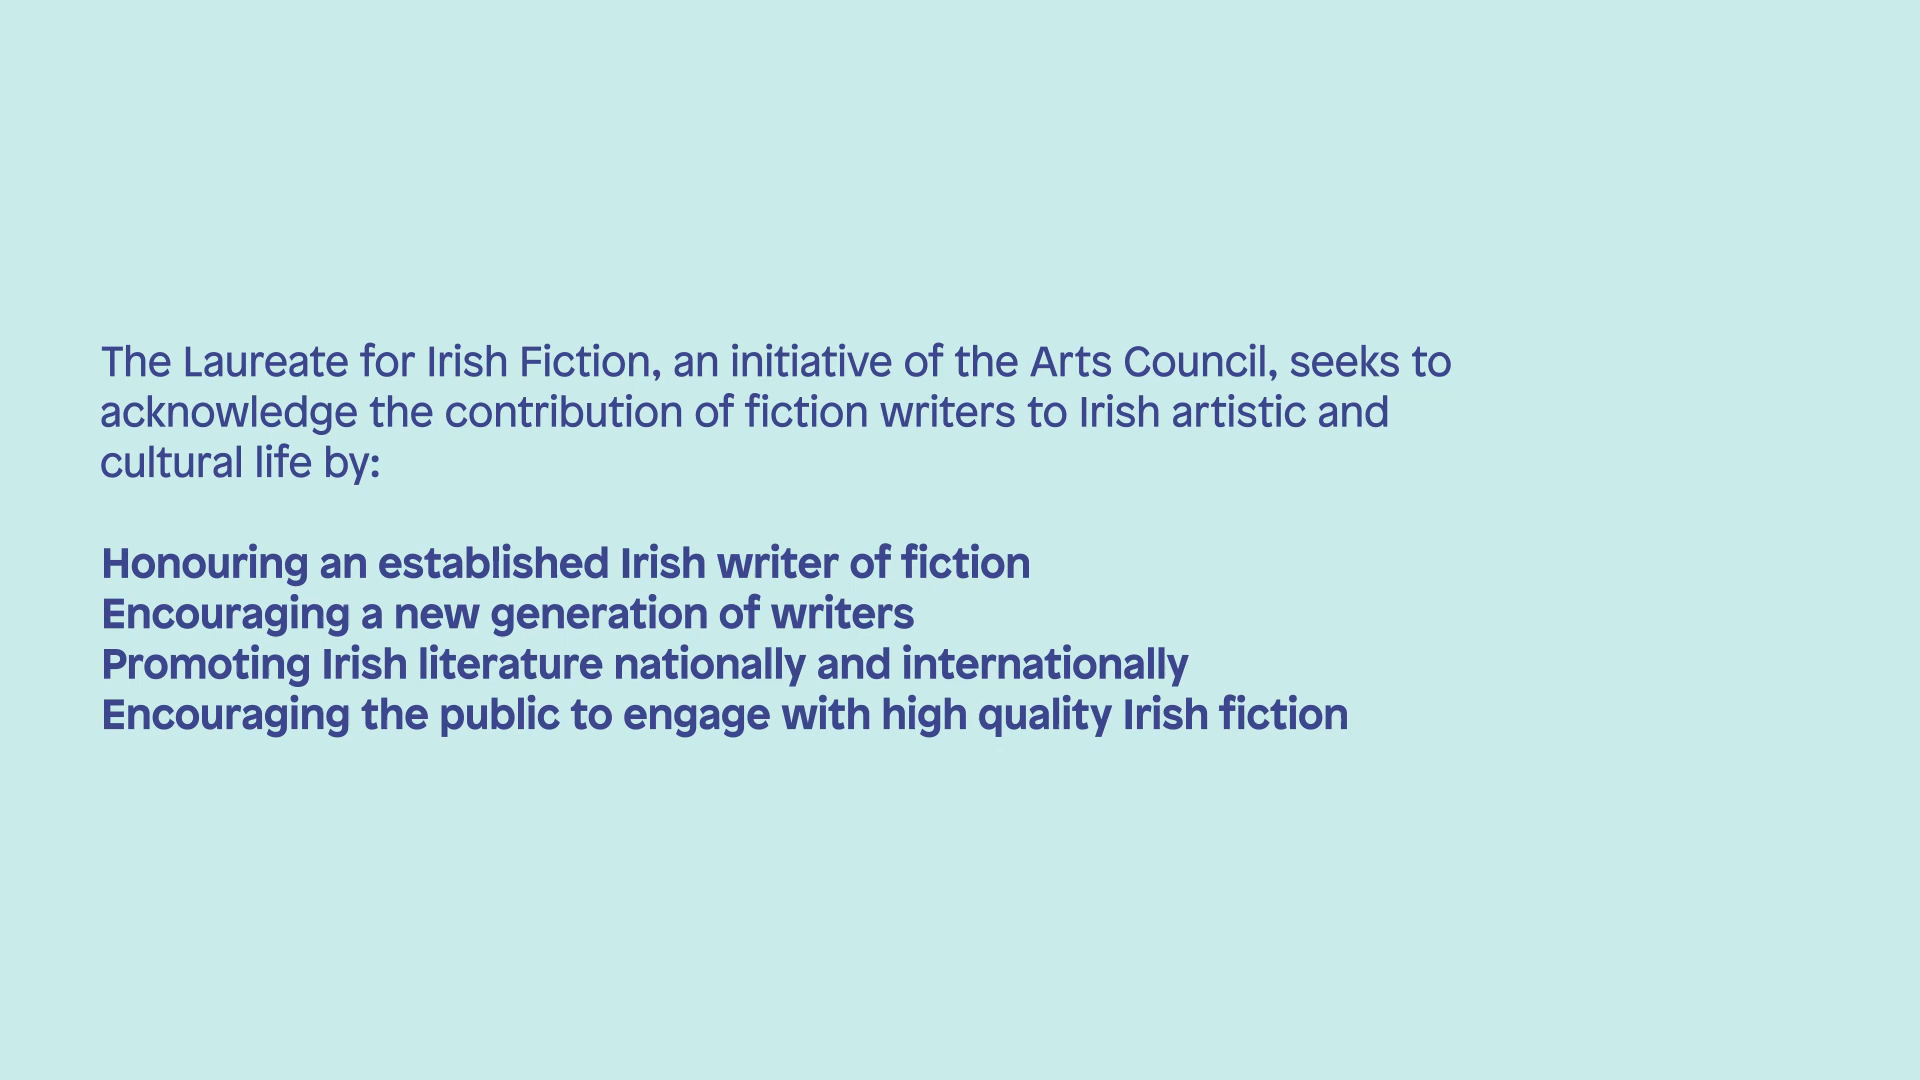 The Laureate for Irish Fiction, an initiative of the Arts Council, seeks to
acknowledge the contribution of fiction writers to Irish artistic and
cultural life by:
Honouring an established Irish writer of fiction
Encouraging a new generation of writers
Promoting Irish literature nationally and internationally
Encouraging the public to engage with high quality Irish fiction